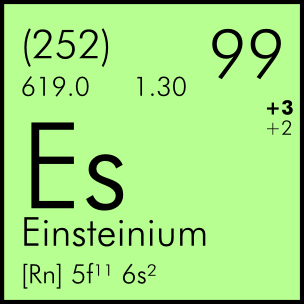 (252) 99
619.0 1.30
+3
+2
Es
Einsteinium
[Rn] 5f¹¹ 6s²